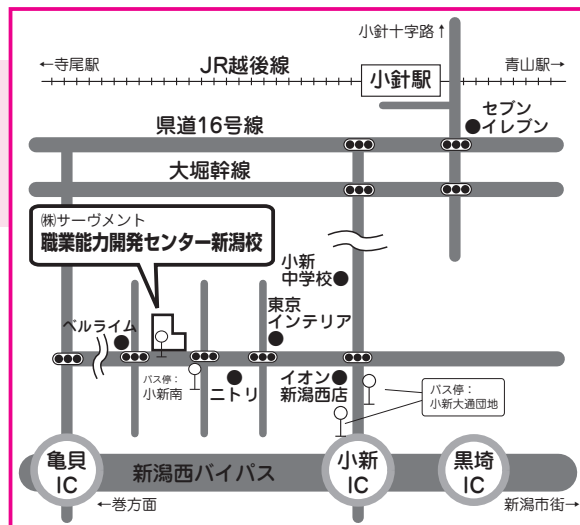 小針十字路↑
←寺尾駅
JR越後線
青山駅→
小針駅
セブン
イレブン
県道16号線
大堀幹線
㈱サーヴメント
職業能力開発センター新潟校
小新
中学校
東京
インテリア
ベルライム
バス停：
小新南
ニトリ
イオン
新潟西店
バス停：
小新大通団地
亀貝
IC
新潟西バイパス
小新
IC
黒埼
IC
←巻方面
新潟市街→